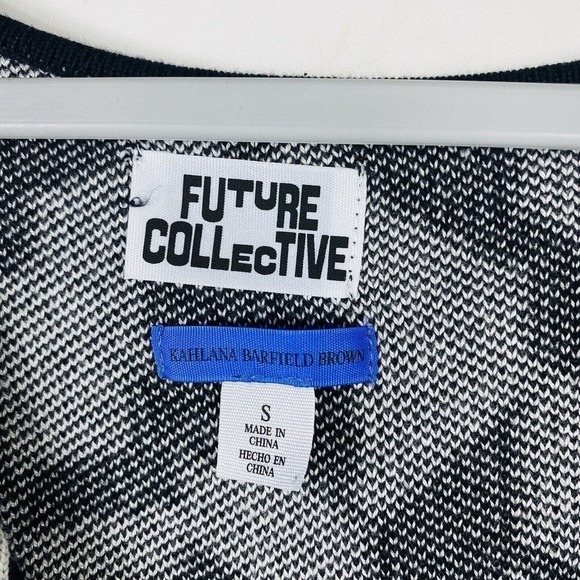 FUTURE
COLLECTIVE
KAHLANA BARFIELD BROWN
S
MADE IN
CHINA
HECHO EN
CHINA